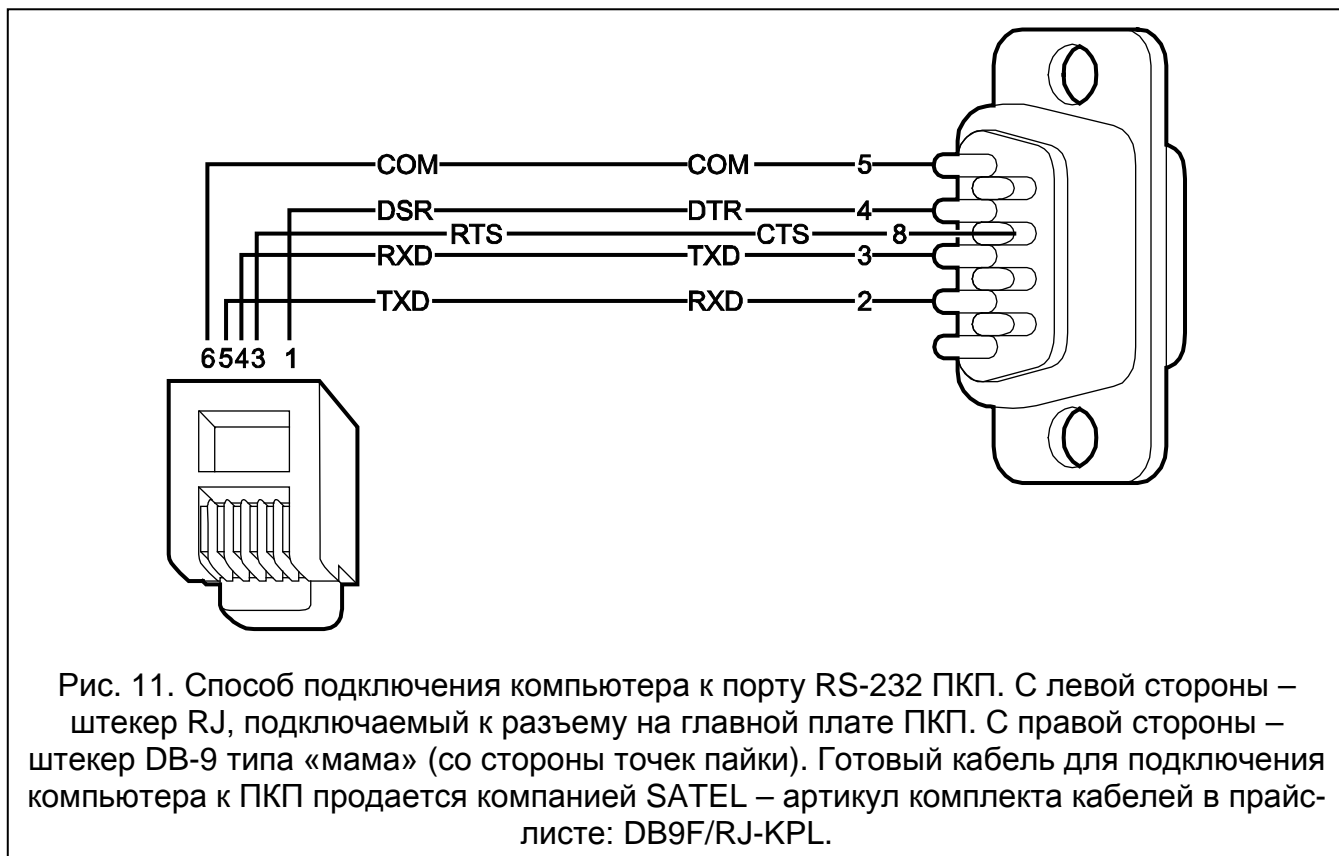 COM COM 5
DSR DTR 4
RTS CTS 8
RXD TXD 3
TXD RXD 2
6543 1
Рис. 11. Способ подключения компьютера к порту RS-232 ПКП. С левой стороны –
штекер RJ, подключаемый к разъему на главной плате ПКП. С правой стороны –
штекер DB-9 типа «мама» (со стороны точек пайки). Готовый кабель для подключения
компьютера к ПКП продается компанией SATEL – артикул комплекта кабелей в прайс-
листе: DB9F/RJ-KPL.